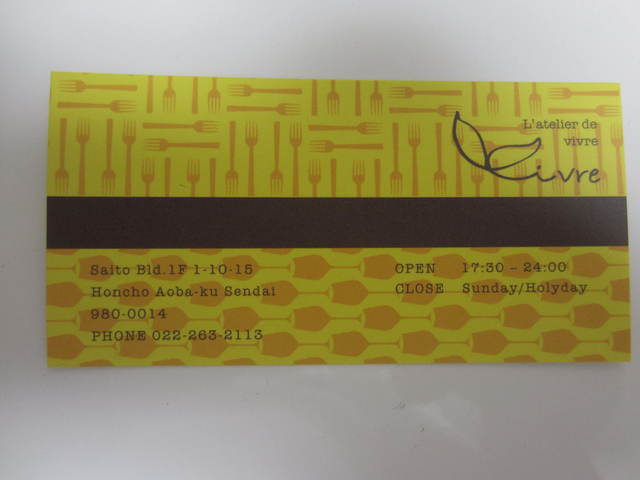 L'atelier de
vivre
Vivre
Saito Bld.1F 1-10-15
Honcho Aoba-ku Sendai
980-0014
PHONE 022-263-2113
OPEN 17:30 – 24:00
CLOSE Sunday/Holyday